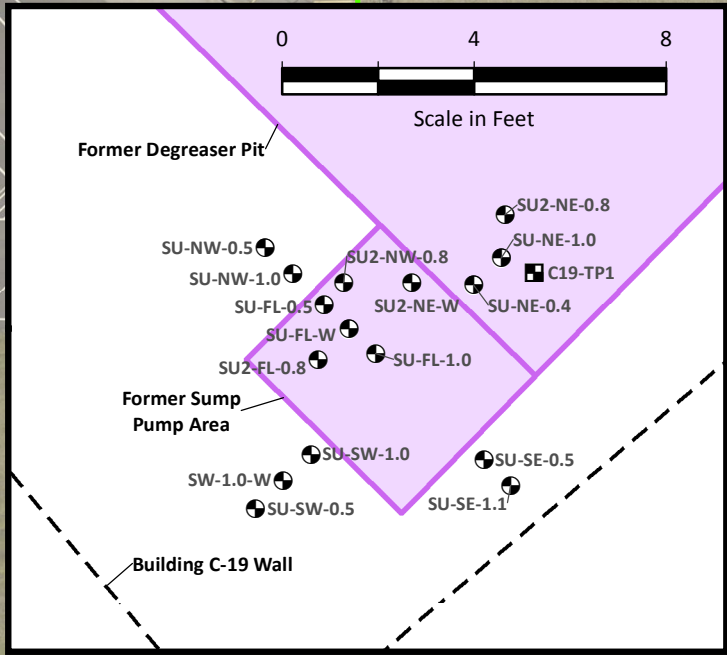 0 4 8
Scale in Feet
Former Degreaser Pit
SU2-NE-0.8
SU-NE-1.0
SU-NW-0.5
SU2-NW-0.8
C19-TP1
SU-NW-1.0
SU-FL-0.5
SU2-NE-W
SU-NE-0.4
SU-FL-W
SU-FL-1.0
SU2-FL-0.8
Former Sump
Pump Area
SU-SW-1.0
SU-SE-0.5
SW-1.0-W
SU-SE-1.1
SU-SW-0.5
Building C-19 Wall